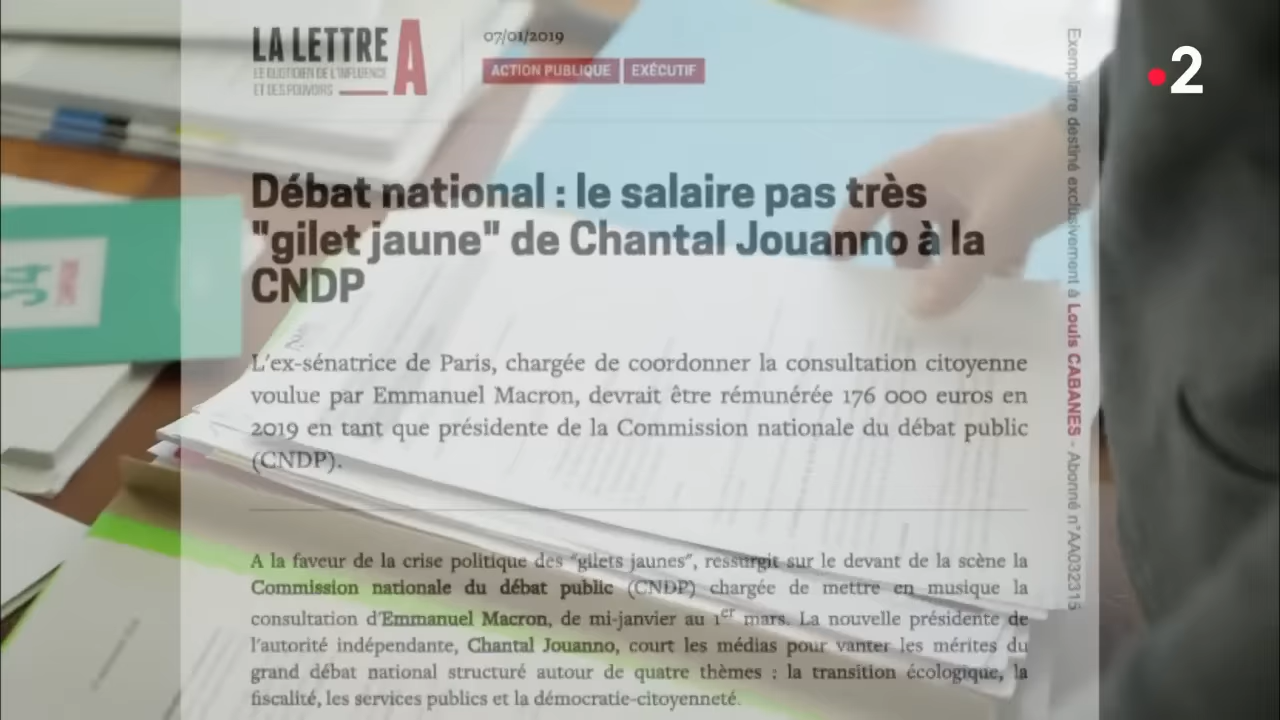 LA LETTRE A
LE QUOTIDIEN DE L'INFLUENCE
ET DES POUVOIRS
07/01/2019
ACTION PUBLIQUE EXÉCUTIF
2
Débat national : le salaire pas très
"gilet jaune" de Chantal Jouanno à la
CNDP
L'ex-sénatrice de Paris, chargée de coordonner la consultation citoyenne
voulue par Emmanuel Macron, devrait être rémunérée 176 000 euros en
2019 en tant que présidente de la Commission nationale du débat public
(CNDP).
A la faveur de la crise politique des "gilets jaunes", ressurgit sur le devant de la scène la
Commission nationale du débat public (CNDP) chargée de mettre en musique la
consultation d'Emmanuel Macron, de mi-janvier au 1er mars. La nouvelle présidente de
l'autorité indépendante, Chantal Jouanno, court les médias pour vanter les mérites du
grand débat national structuré autour de quatre thèmes : la transition écologique, la
fiscalité, les services publics et la démocratie-citoyenneté.
Exemplaire destiné exclusivement à Louis CABANES - Abonné n°AA032315
34